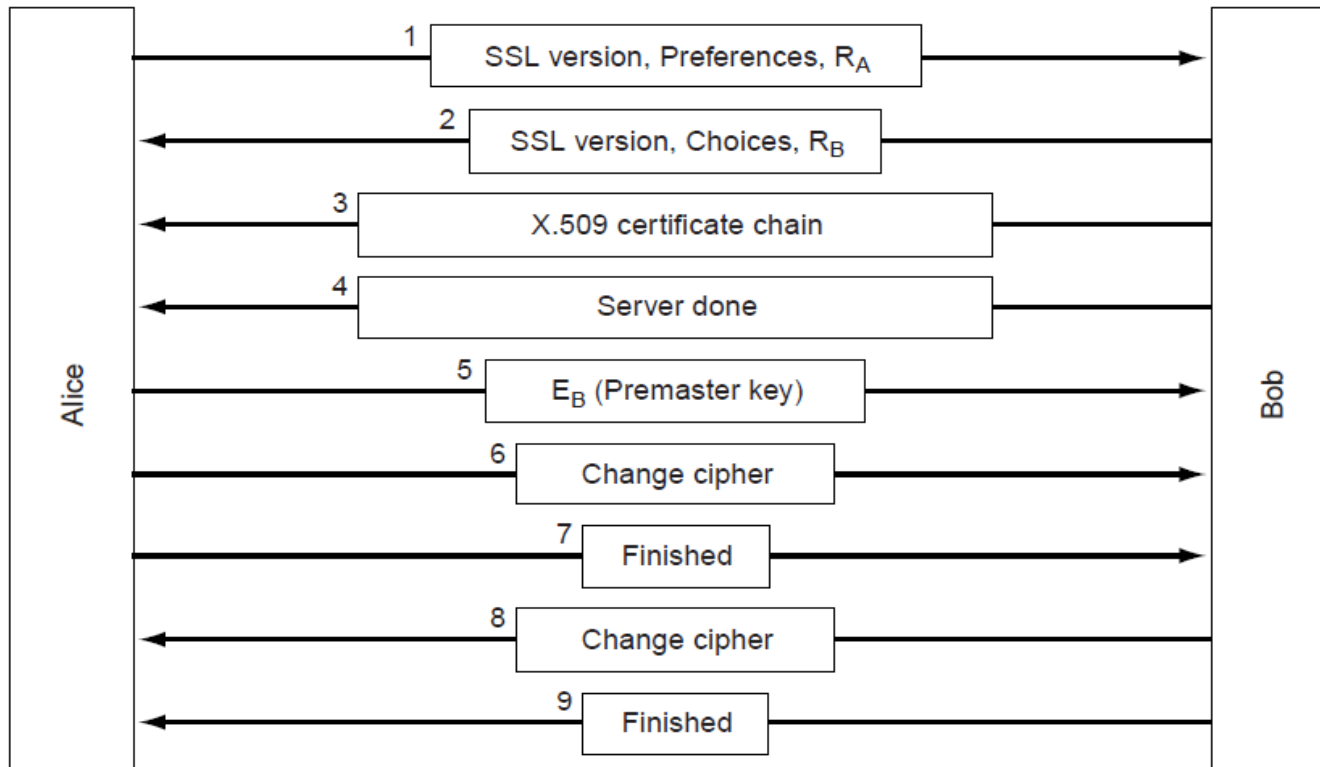 1
SSL version, Preferences, R_A
2
SSL version, Choices, R_B
3
X.509 certificate chain
4
Server done
5
E_B (Premaster key)
6
Change cipher
7
Finished
8
Change cipher
9
Finished
Alice
Bob